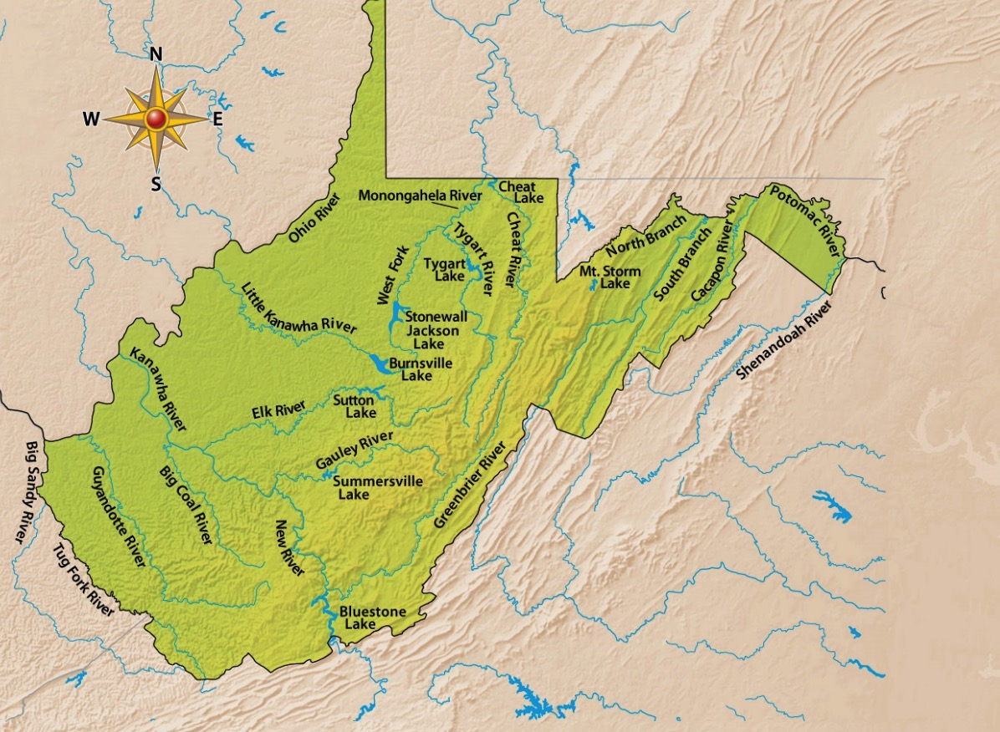 N
W
E
S
Monongahela River
Cheat
Lake
Ohio River
Potomac River
Cheat River
Tygart River
North Branch
South Branch
Cacapon River
West Fork
Tygart
Lake
Mt. Storm
Lake
Little Kanawha River
Stonewall
Jackson
Lake
Shenandoah River
Burnsville
Lake
Kanawha River
Elk River
Sutton
Lake
Gauley River
Summersville
Lake
Greenbrier River
Big Sandy River
Guyandotte River
Big Coal River
New River
Tug Fork River
Bluestone
Lake